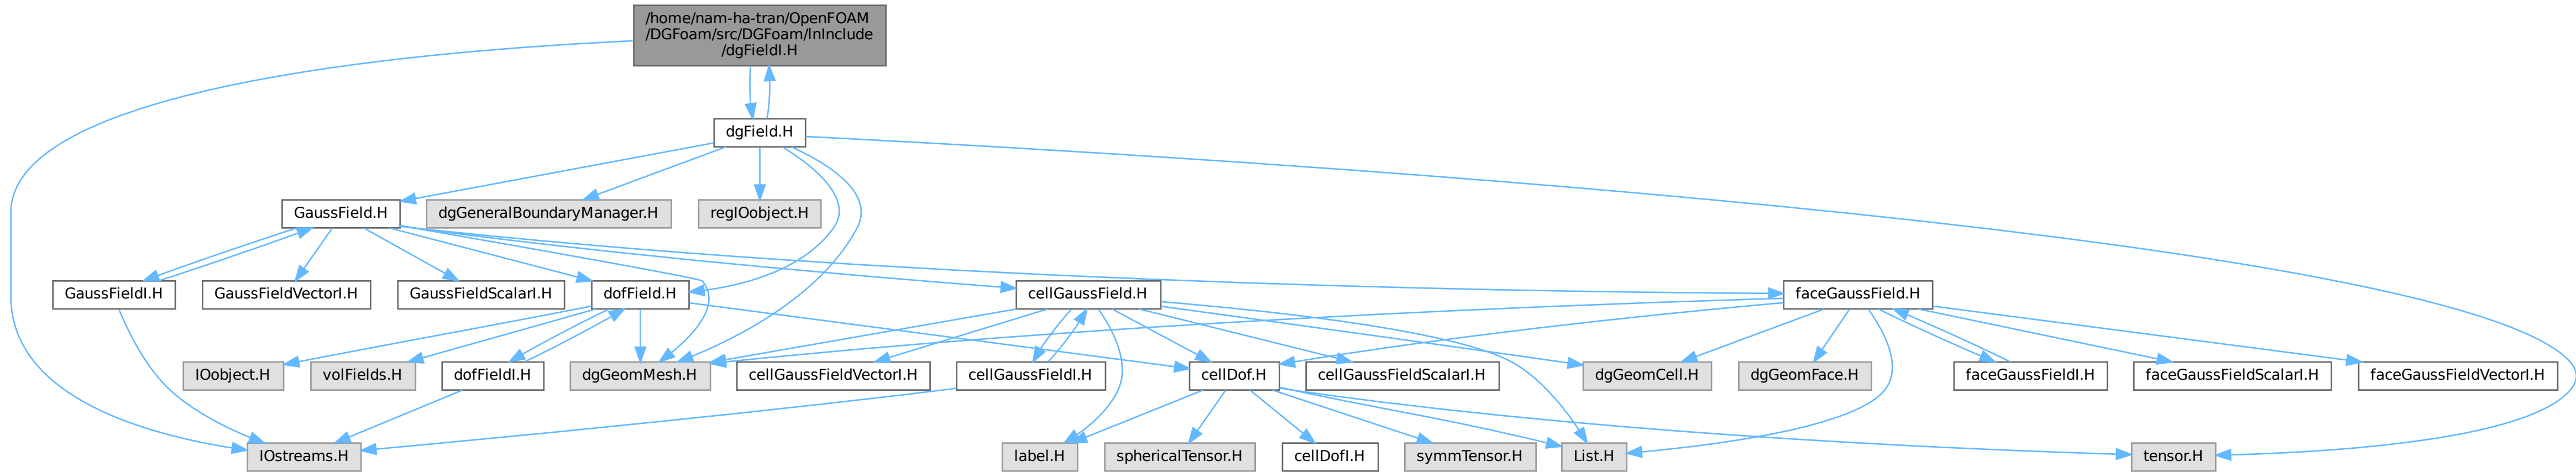 /home/nam-ha-tran/OpenFOAM
/DGFoam/src/DGFoam/lnInclude
/dgFieldI.H
dgField.H
GaussField.H
dgGeneralBoundaryManager.H
regIOobject.H
GaussFieldI.H
GaussFieldVectorI.H
GaussFieldScalarI.H
dofField.H
cellGaussField.H
faceGaussField.H
IOobject.H
volFields.H
dofFieldI.H
dgGeomMesh.H
cellGaussFieldVectorI.H
cellGaussFieldI.H
cellDof.H
cellGaussFieldScalarI.H
dgGeomCell.H
dgGeomFace.H
faceGaussFieldI.H
faceGaussFieldScalarI.H
faceGaussFieldVectorI.H
IOstreams.H
label.H
sphericalTensor.H
cellDofI.H
symmTensor.H
List.H
tensor.H